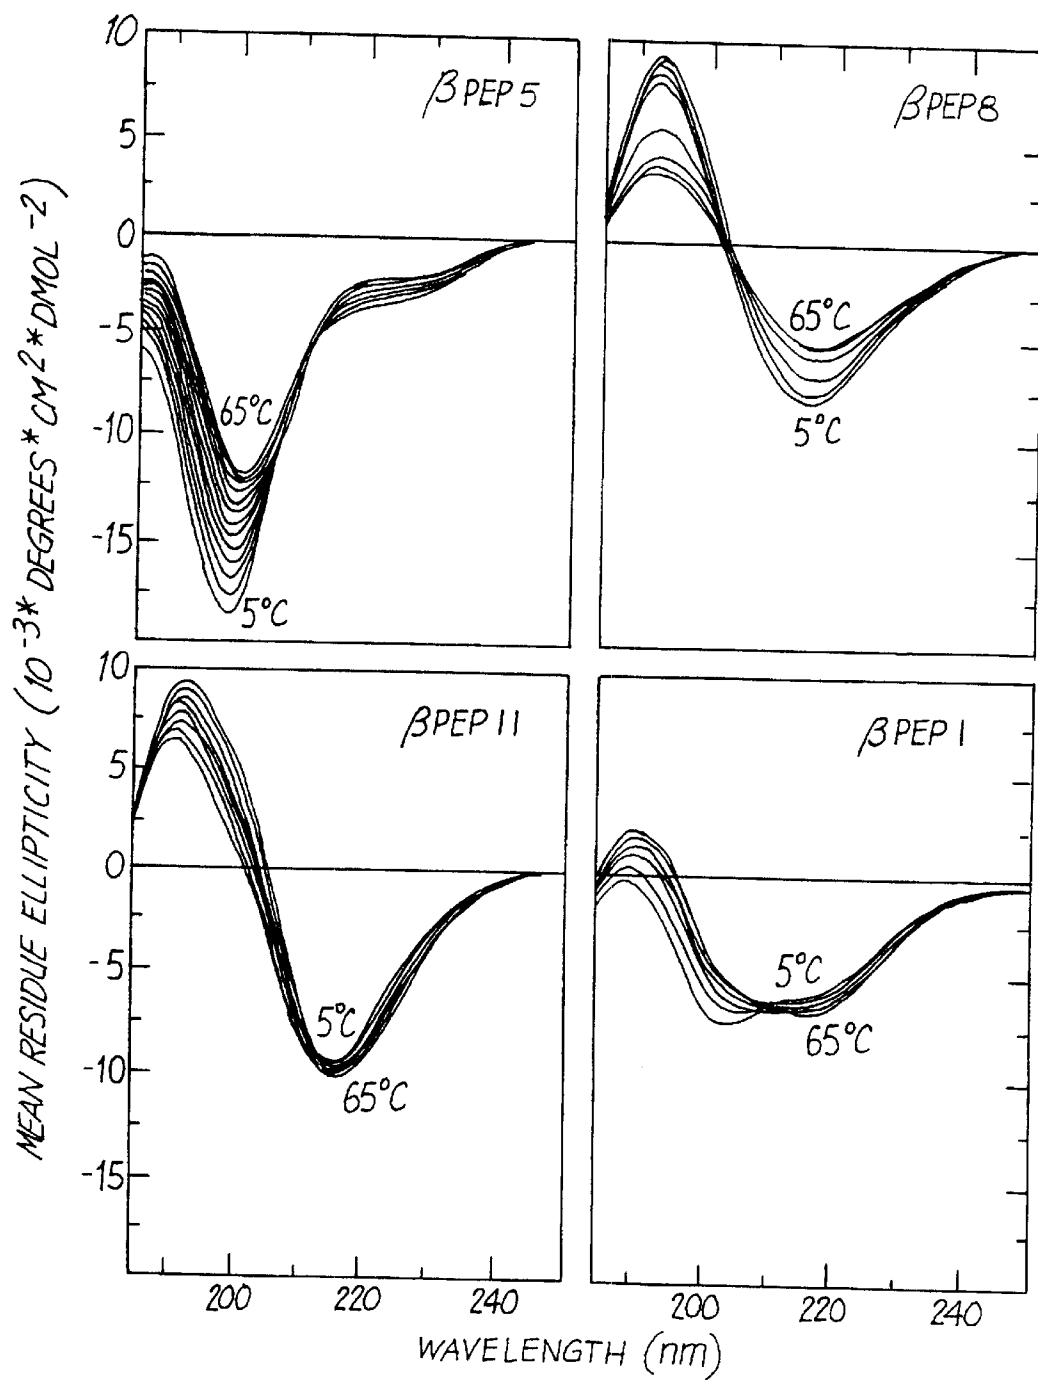 MEAN RESIDUE ELLIPTICITY (10⁻³* DEGREES* CM²* DMOL⁻²)
10
5
0
-5
-10
-15
βPEP 5
65°C
5°C
βPEP8
65°C
5°C
10
5
0
-5
-10
-15
βPEP 11
5°C
65°C
βPEP 1
5°C
65°C
200 220 240
200 220 240
WAVELENGTH (nm)